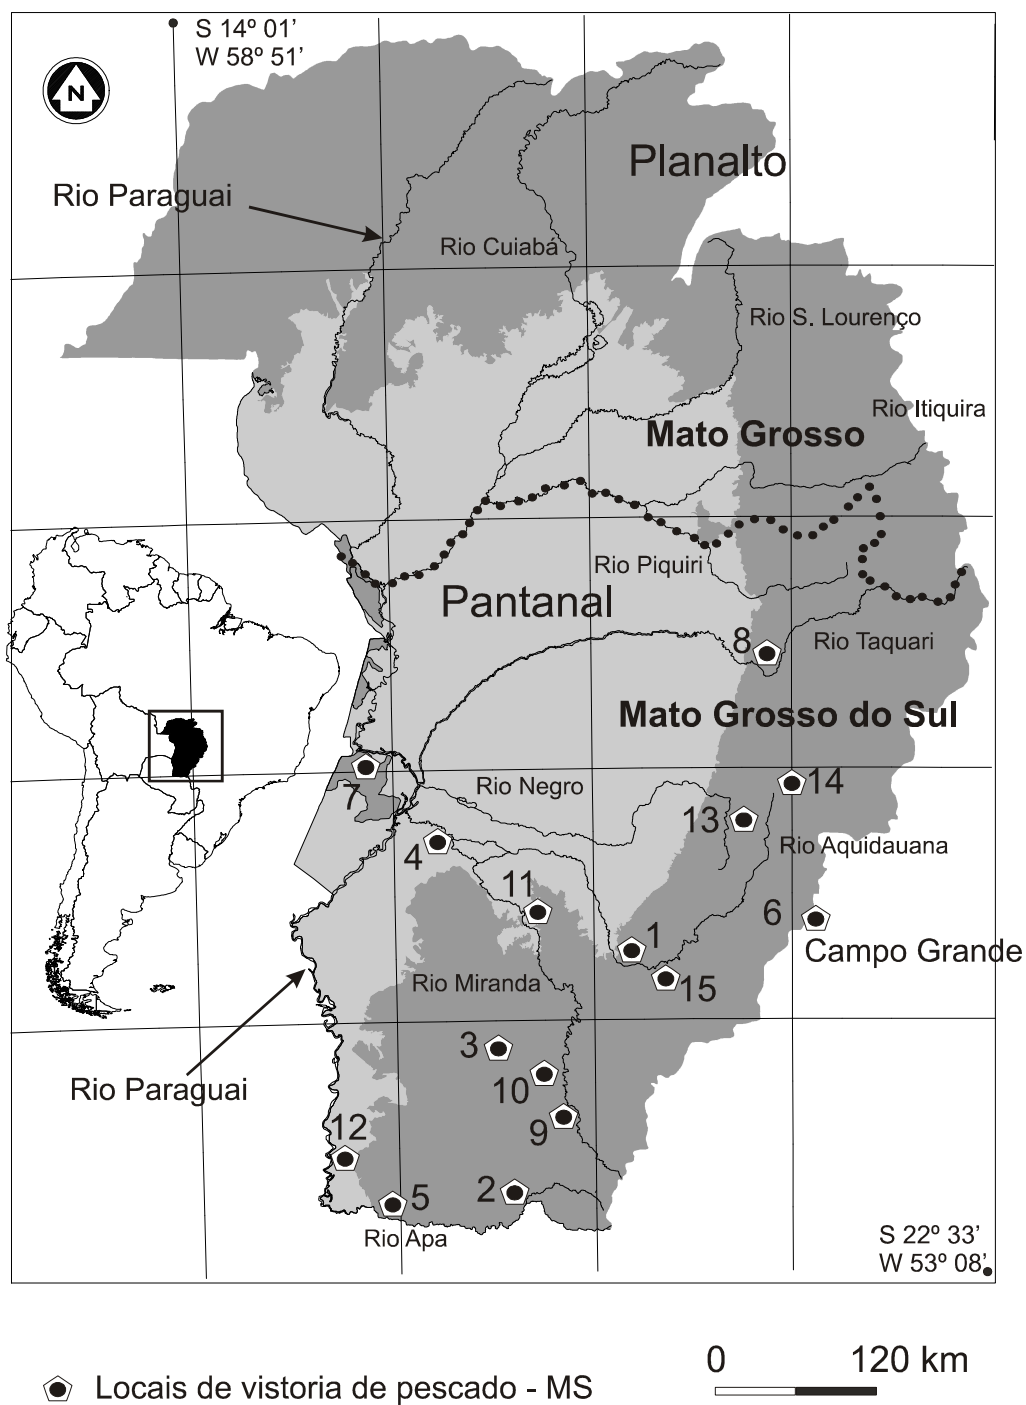 S 14º 01'
W 58º 51'
N
Planalto
Rio Paraguai
Rio Cuiabá
Rio S. Lourenço
Rio Itiquira
Mato Grosso
Rio Piquiri
Pantanal
8
Rio Taquari
Mato Grosso do Sul
7
Rio Negro
14
13
Rio Aquidauana
4
11
6
1
Campo Grande
Rio Miranda
15
3
10
Rio Paraguai
9
12
2
5
Rio Apa
S 22º 33'
W 53º 08'
0 120 km
Locais de vistoria de pescado - MS